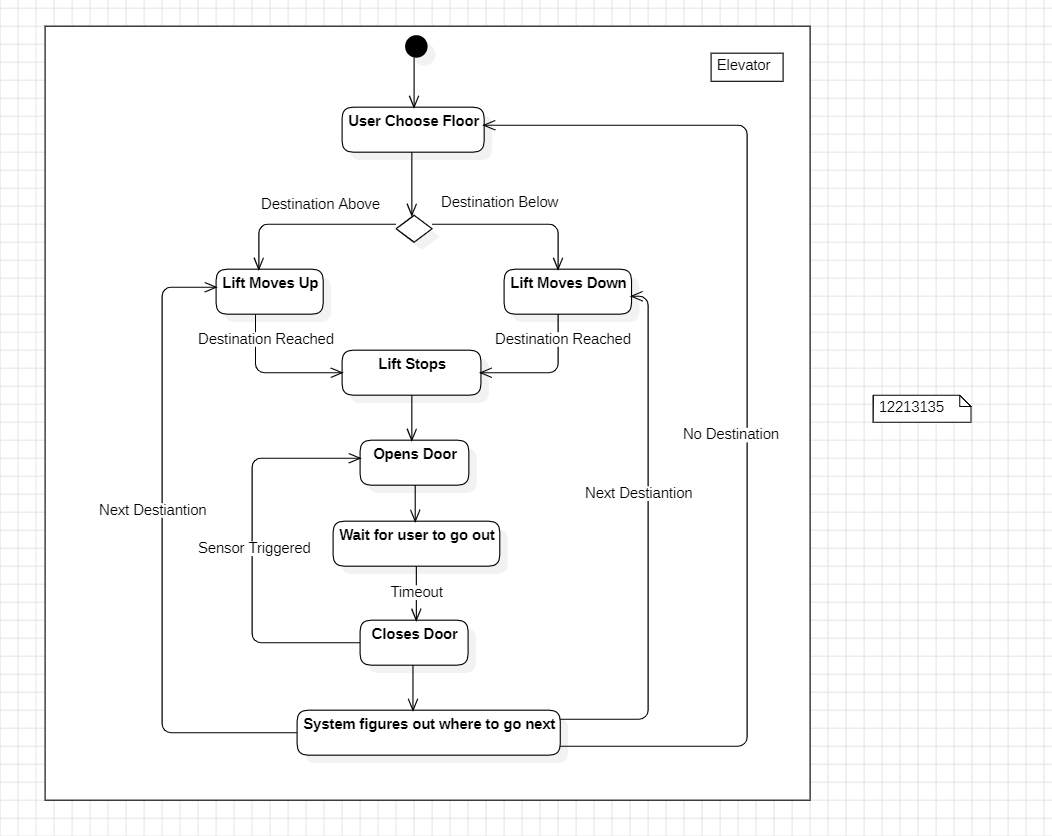 Elevator
User Choose Floor
Destination Above
Destination Below
Lift Moves Up
Lift Moves Down
Destination Reached
Destination Reached
Lift Stops
12213135
No Destination
Opens Door
Next Destiantion
Next Destiantion
Wait for user to go out
Sensor Triggered
Timeout
Closes Door
System figures out where to go next